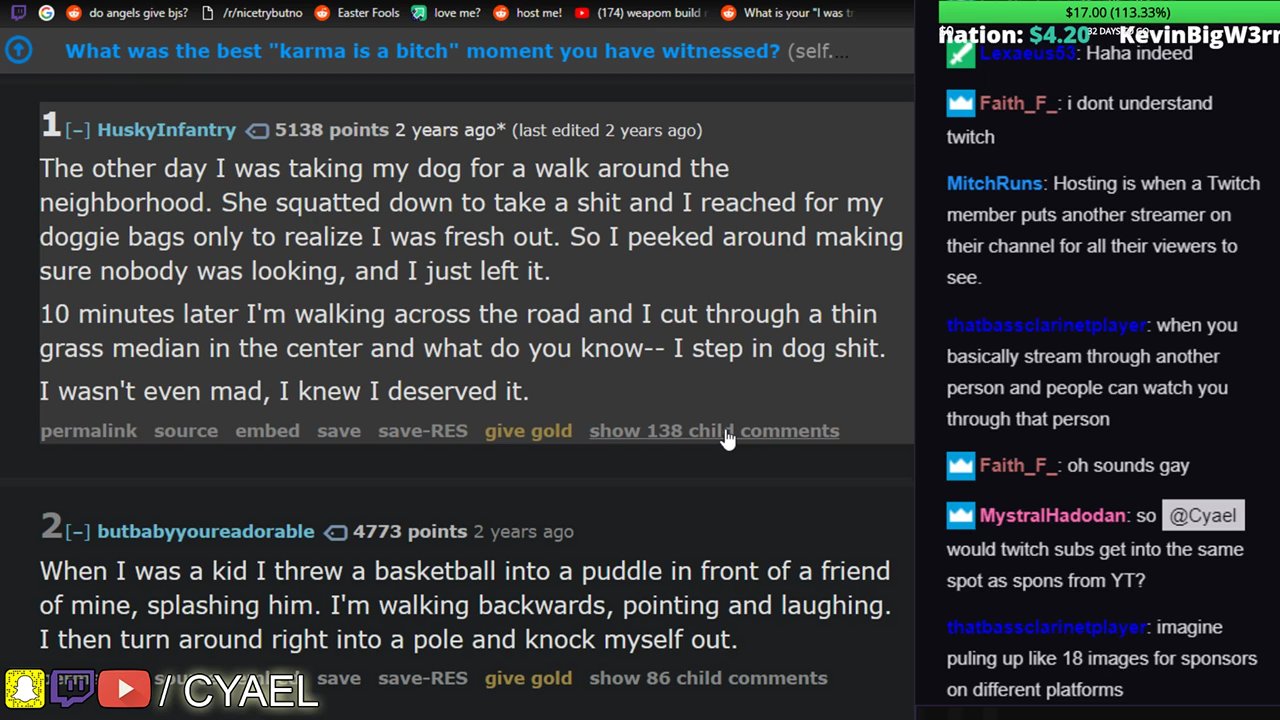 do angels give bjs?
/r/nicetrybutno
Easter Fools
love me?
host me!
(174) weapom build
What is your "I was tr
What was the best "karma is a bitch" moment you have witnessed? (self....
1 [–] HuskyInfantry 5138 points 2 years ago* (last edited 2 years ago)
The other day I was taking my dog for a walk around the
neighborhood. She squatted down to take a shit and I reached for my
doggie bags only to realize I was fresh out. So I peeked around making
sure nobody was looking, and I just left it.
10 minutes later I'm walking across the road and I cut through a thin
grass median in the center and what do you know-- I step in dog shit.
I wasn't even mad, I knew I deserved it.
permalink source embed save save-RES give gold show 138 child comments
2 [–] butbabyyoureadorable 4773 points 2 years ago
When I was a kid I threw a basketball into a puddle in front of a friend
of mine, splashing him. I'm walking backwards, pointing and laughing.
I then turn around right into a pole and knock myself out.
save save-RES give gold show 86 child comments
/ CYAEL
$17.00 (113.33%)
nation: $4.20 KevinBigW3rr
Lexaeus53: Haha indeed
Faith_F_: i dont understand
twitch
MitchRuns: Hosting is when a Twitch
member puts another streamer on
their channel for all their viewers to
see.
thatbassclarinetplayer: when you
basically stream through another
person and people can watch you
through that person
Faith_F_: oh sounds gay
MystralHadodan: so @Cyael
would twitch subs get into the same
spot as spons from YT?
thatbassclarinetplayer: imagine
puling up like 18 images for sponsors
on different platforms